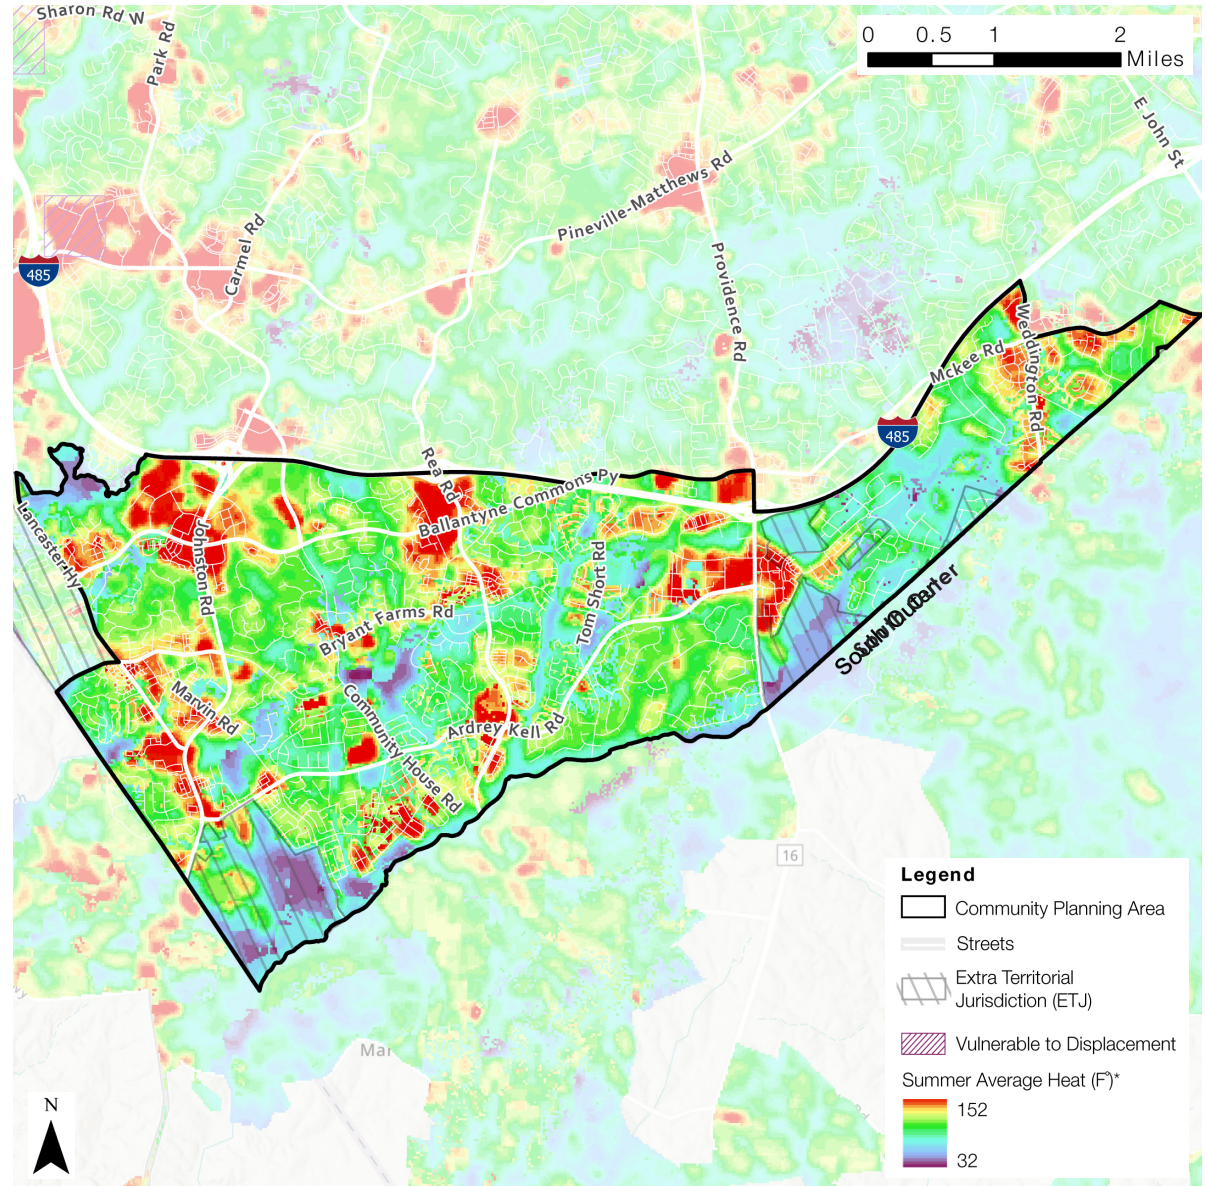 Sharon Rd W
Park Rd
0 0.5 1 2
Miles
E John St
Pineville-Matthews Rd
Carmel Rd
485
Providence Rd
Weddington Rd
Mckee Rd
485
Rea Rd
Ballantyne Commons Py
Lancaster Hy
Johnston Rd
Tom Short Rd
Bryant Farms Rd
South Outer
Marvin Rd
Community House Rd
Ardrey Kell Rd
16
Mar
N
Legend
Community Planning Area
Streets
Extra Territorial
Jurisdiction (ETJ)
Vulnerable to Displacement
Summer Average Heat (F°)*
152
32